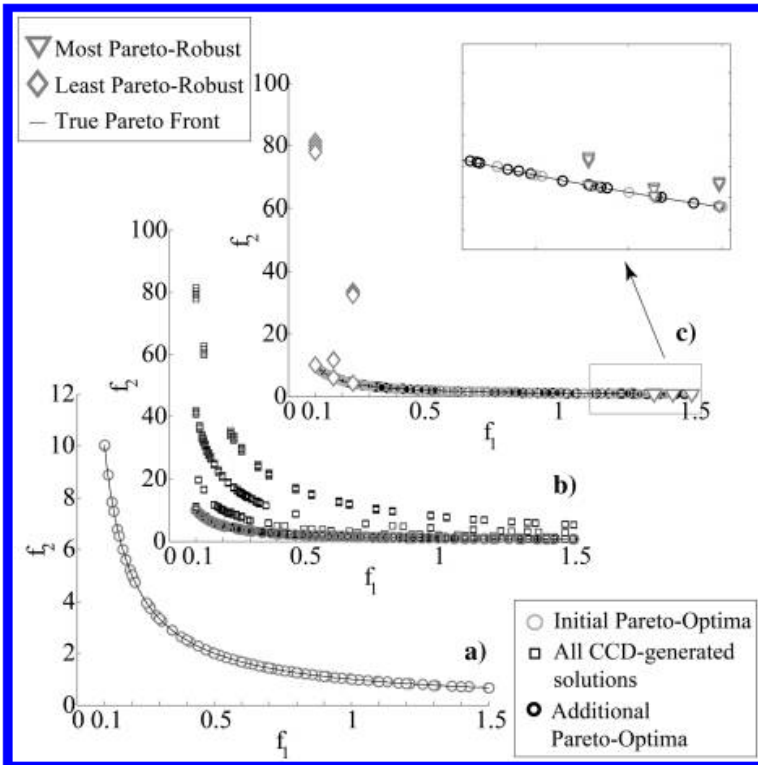 Most Pareto-Robust
Least Pareto-Robust
True Pareto Front
100
80
60
40
20
0
f2
0 0.1 0.5 1 1.5
f1
c)
100
80
60
40
20
0
f2
0 0.1 0.5 1 1.5
f1
b)
12
10
8
6
4
2
0
f2
0 0.1 0.5 1 1.5
f1
a)
Initial Pareto-Optima
All CCD-generated
solutions
Additional
Pareto-Optima